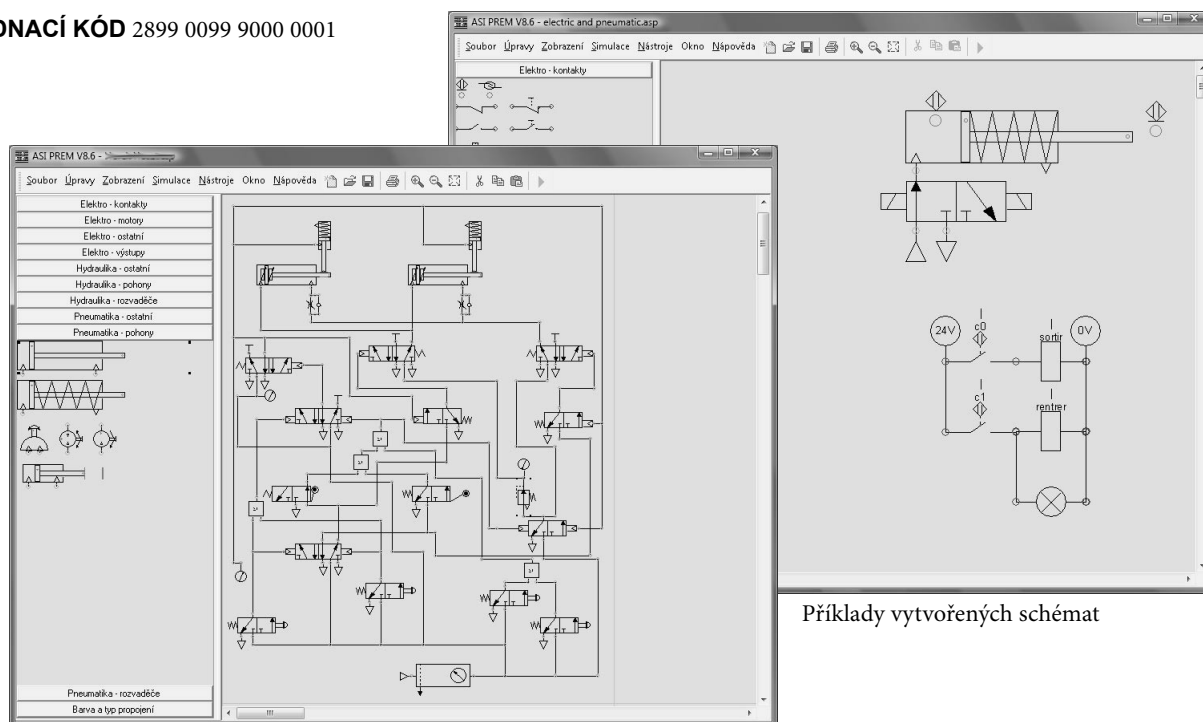 ONACÍ KÓD 2899 0099 9000 0001
ASI PREM V8.6 - electric and pneumatic.asp
Soubor Úpravy Zobrazení Simulace Nástroje Okno Nápověda
Elektro - kontakty
24V
0V
c0
sortir
c1
rentrer
ASI PREM V8.6 -
Soubor Úpravy Zobrazení Simulace Nástroje Okno Nápověda
Elektro - kontakty
Elektro - motory
Elektro - ostatní
Elektro - výstupy
Hydraulika - ostatní
Hydraulika - pohony
Hydraulika - rozvaděče
Pneumatika - ostatní
Pneumatika - pohony
Pneumatika - rozvaděče
Barva a typ propojení
Příklady vytvořených schémat